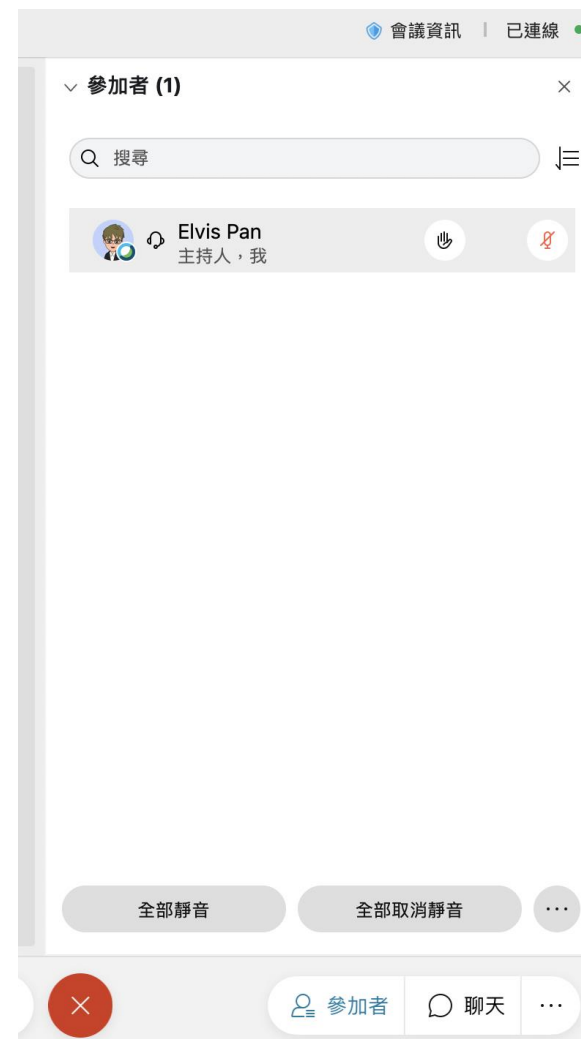 會議資訊
已連線
參加者 (1)
搜尋
Elvis Pan
主持人，我
全部靜音
全部取消靜音
參加者
聊天